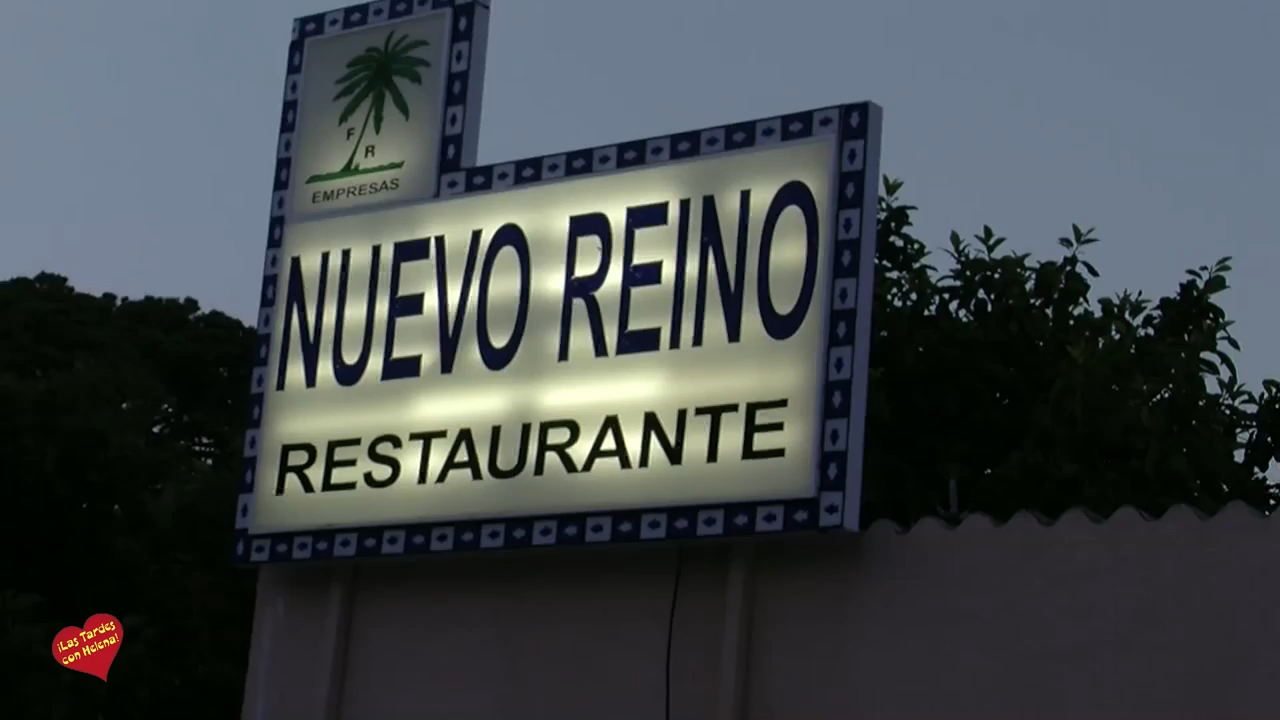 F
R
EMPRESAS
NUEVO REINO
RESTAURANTE
¡Las Tardes
con Helena!